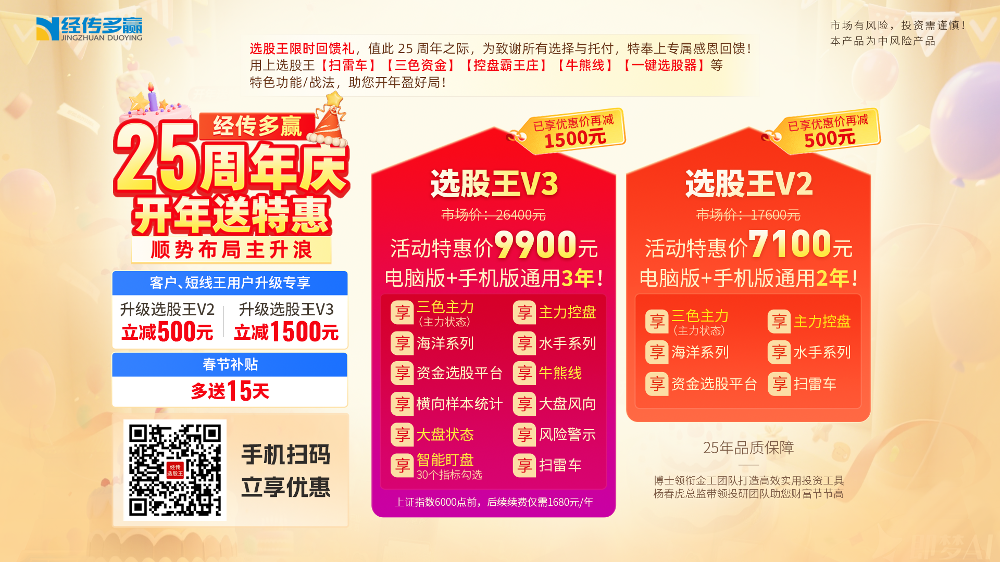 经传多赢
JINGZHUAN DUOYING
市场有风险，投资需谨慎！
本产品为中风险产品
选股王限时回馈礼，值此 25 周年之际，为致谢所有选择与托付，特奉上专属感恩回馈！
用上选股王【扫雷车】【三色资金】【控盘霸王庄】【牛熊线】【一键选股器】等
特色功能/战法，助您开年盈好局！
经传多赢
25周年庆
开年送特惠
顺势布局主升浪
客户、短线王用户升级专享
升级选股王V2
立减500元
升级选股王V3
立减1500元
春节补贴
多送15天
经传
选股王
手机扫码
立享优惠
已享优惠价再减
1500元
选股王V3
市场价：26400元
活动特惠价9900元
电脑版+手机版通用3年！
享 三色主力
（主力状态）
享 主力控盘
享 海洋系列
享 水手系列
享 资金选股平台
享 牛熊线
享 横向样本统计
享 大盘风向
享 大盘状态
享 风险警示
享 智能盯盘
30个指标勾选
享 扫雷车
上证指数6000点前，后续续费仅需1680元/年
已享优惠价再减
500元
选股王V2
市场价：17600元
活动特惠价7100元
电脑版+手机版通用2年！
享 三色主力
（主力状态）
享 主力控盘
享 海洋系列
享 水手系列
享 资金选股平台
享 扫雷车
25年品质保障
博士领衔金工团队打造高效实用投资工具
杨春虎总监带领投研团队助您财富节节高
即梦AI